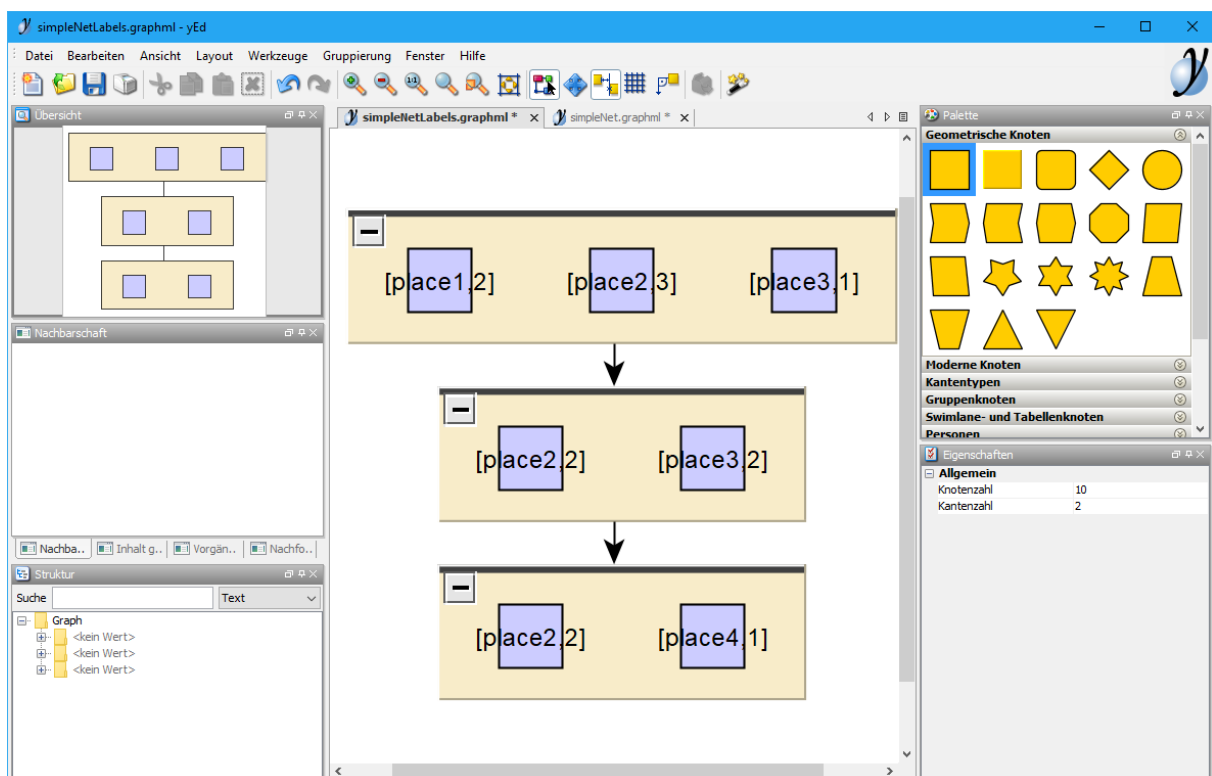 simpleNetLabels.graphml - yEd
Datei Bearbeiten Ansicht Layout Werkzeuge Gruppierung Fenster Hilfe
1:1
Übersicht
simpleNetLabels.graphml * x simpleNet.graphml * x
Palette
Geometrische Knoten
[place1,2] [place2,3] [place3,1]
Nachbarschaft
Moderne Knoten
Kantentypen
Gruppenknoten
Swimlane- und Tabellenknoten
Personen
[place2,2] [place3,2]
Eigenschaften
Allgemein
Knotenzahl 10
Kantenzahl 2
Nachba.. Inhalt g.. Vorgän.. Nachfo..
Struktur
Suche Text
Graph
<kein Wert>
<kein Wert>
<kein Wert>
[place2,2] [place4,1]